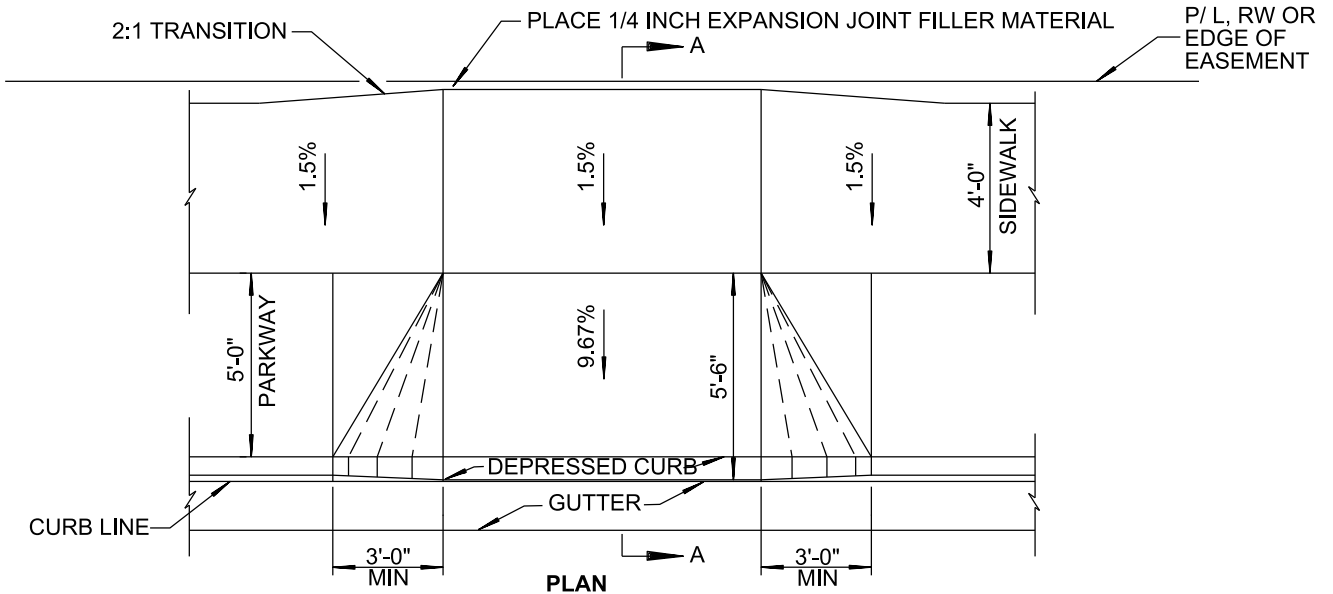 2:1 TRANSITION
PLACE 1/4 INCH EXPANSION JOINT FILLER MATERIAL
P/ L, RW OR
EDGE OF
EASEMENT
A
1.5%
1.5%
1.5%
4'-0"
SIDEWALK
5'-0"
PARKWAY
9.67%
5'-6"
DEPRESSED CURB
GUTTER
CURB LINE
3'-0"
MIN
A
3'-0"
MIN
PLAN